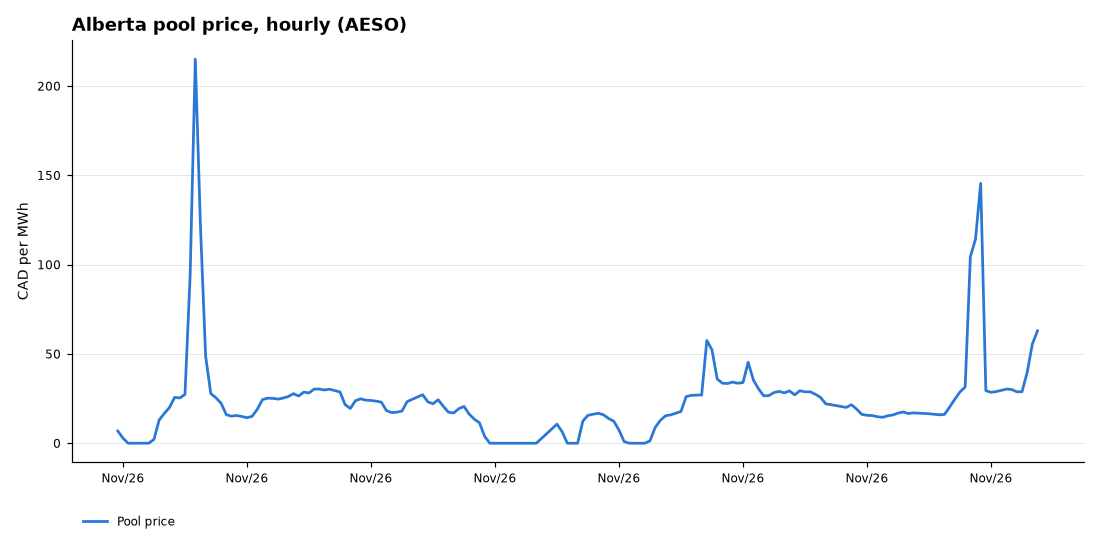 Alberta pool price, hourly (AESO)
CAD per MWh
200
150
100
50
0
Nov/26 Nov/26 Nov/26 Nov/26 Nov/26 Nov/26 Nov/26 Nov/26
Pool price